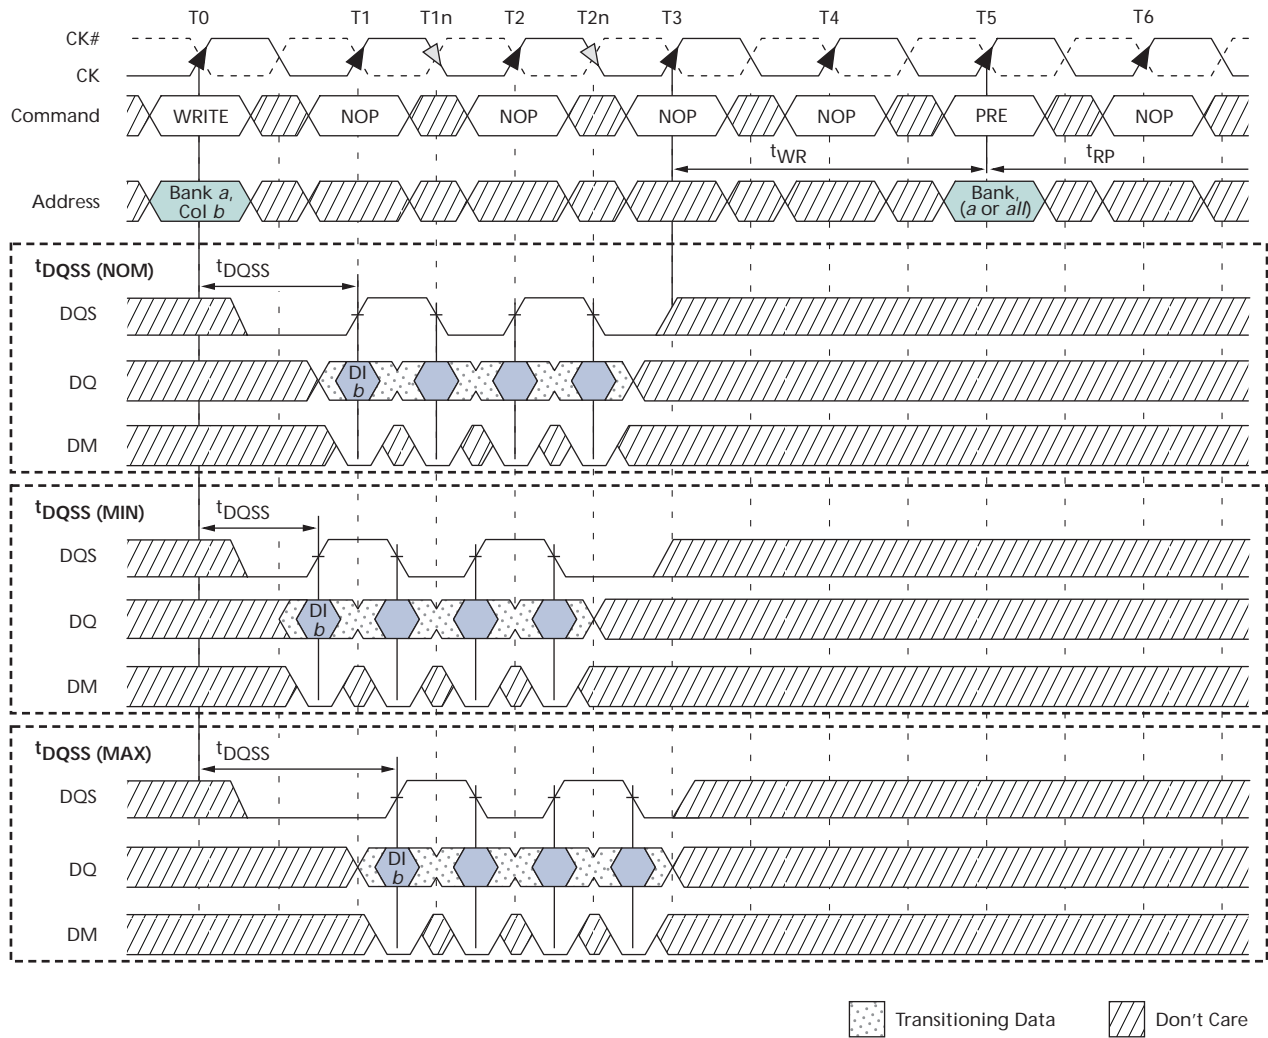 T0 T1 T1n T2 T2n T3 T4 T5 T6
CK#
CK
Command WRITE NOP NOP NOP NOP PRE NOP
tWR tRP
Address Bank a, Col b Bank, (a or all)
tDQSS (NOM) tDQSS
DQS
DQ DI b
DM
tDQSS (MIN) tDQSS
DQS
DQ DI b
DM
tDQSS (MAX) tDQSS
DQS
DQ DI b
DM
Transitioning Data Don't Care